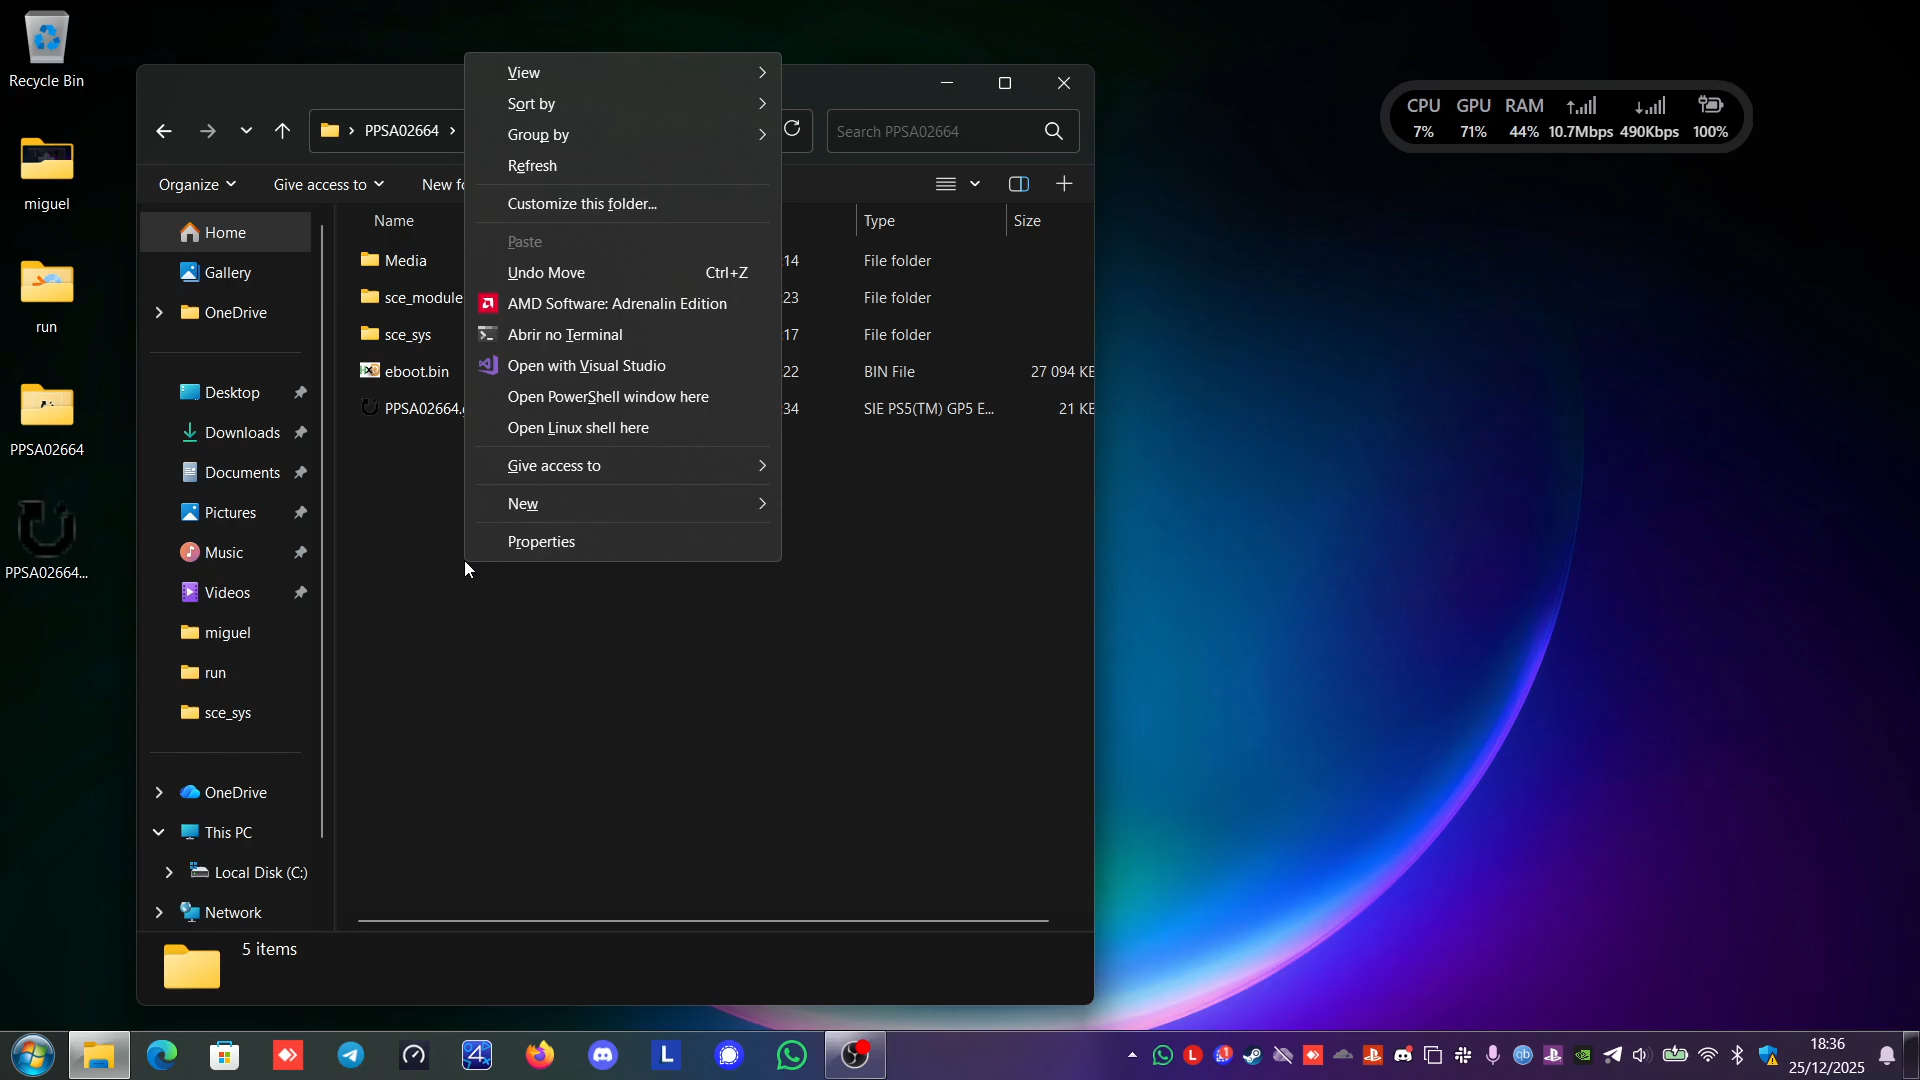 Recycle Bin
miguel
run
PPSA02664
PPSA02664...
PPSA02664
Search PPSA02664
Organize
Give access to
New fo
Name
Type
Size
Home
Gallery
OneDrive
Desktop
Downloads
Documents
Pictures
Music
Videos
miguel
run
sce_sys
OneDrive
This PC
Local Disk (C:)
Network
Media
:14
File folder
sce_module
:23
File folder
sce_sys
:17
File folder
eboot.bin
:22
BIN File
27 094 KB
PPSA02664.
:34
SIE PS5(TM) GP5 E...
21 KB
5 items
View
Sort by
Group by
Refresh
Customize this folder...
Paste
Undo Move Ctrl+Z
AMD Software: Adrenalin Edition
Abrir no Terminal
Open with Visual Studio
Open PowerShell window here
Open Linux shell here
Give access to
New
Properties
CPU GPU RAM
7% 71% 44% 10.7Mbps 490Kbps 100%
18:36
25/12/2025